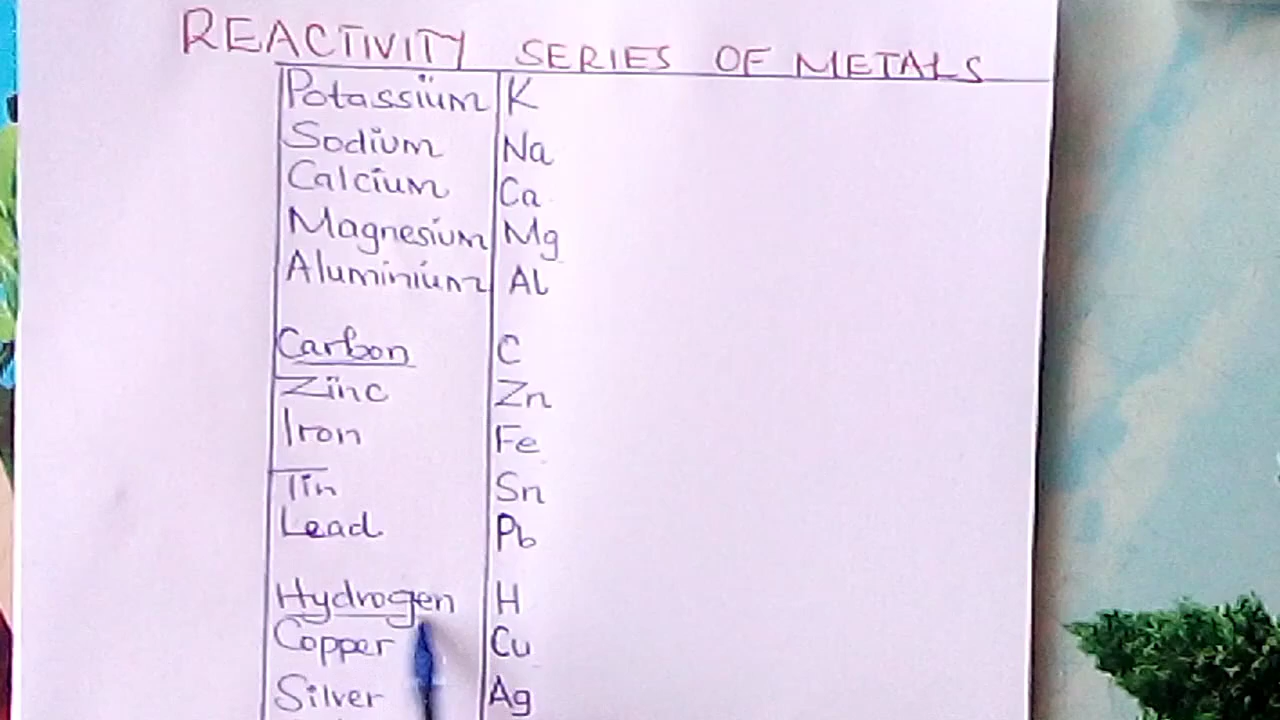 REACTIVITY SERIES OF METALS
Potassium K
Sodium Na
Calcium Ca
Magnesium Mg
Aluminium Al
Carbon C
Zinc Zn
Iron Fe
Tin Sn
Lead Pb
Hydrogen H
Copper Cu
Silver Ag